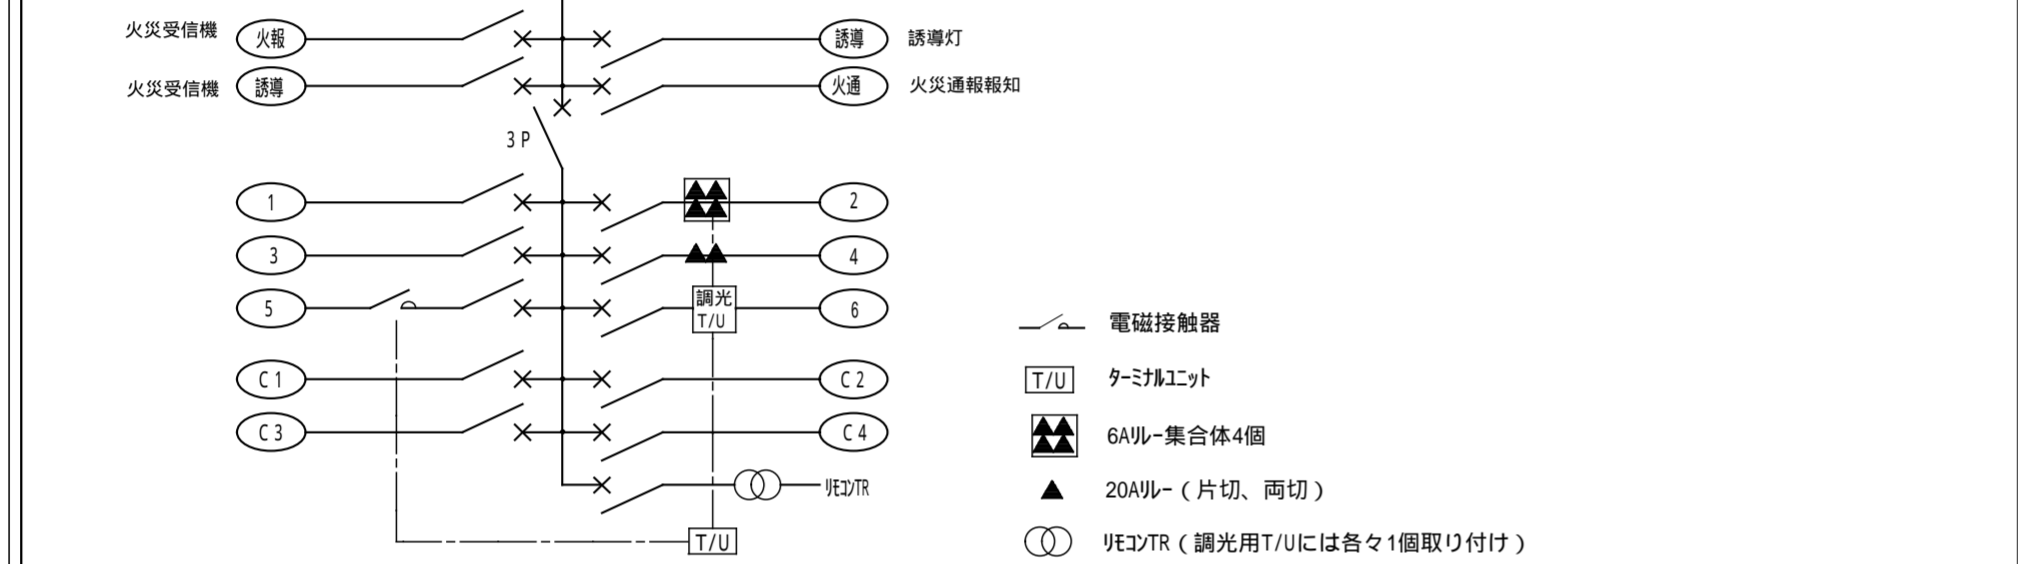 火災受信機 火報 誘導 誘導灯
火災受信機 誘導 火通 火災通報報知
3P
1 2
3 4
5 調光 T/U 6
電磁接触器
C1 C2
T/U ﾀｰﾐﾅﾙﾕﾆｯﾄ
C3 C4
6Aﾘﾚｰ集合体4個
ﾘﾓｺﾝTR
20Aﾘﾚｰ（片切、両切）
T/U
ﾘﾓｺﾝTR（調光用T/Uには各々1個取り付け）